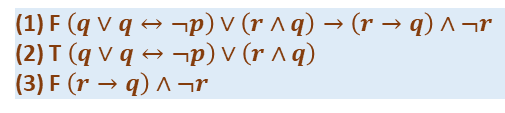 (1) F (q ∨ q ↔ ¬p) ∨ (r ∧ q) → (r → q) ∧ ¬r
(2) T (q ∨ q ↔ ¬p) ∨ (r ∧ q)
(3) F (r → q) ∧ ¬r